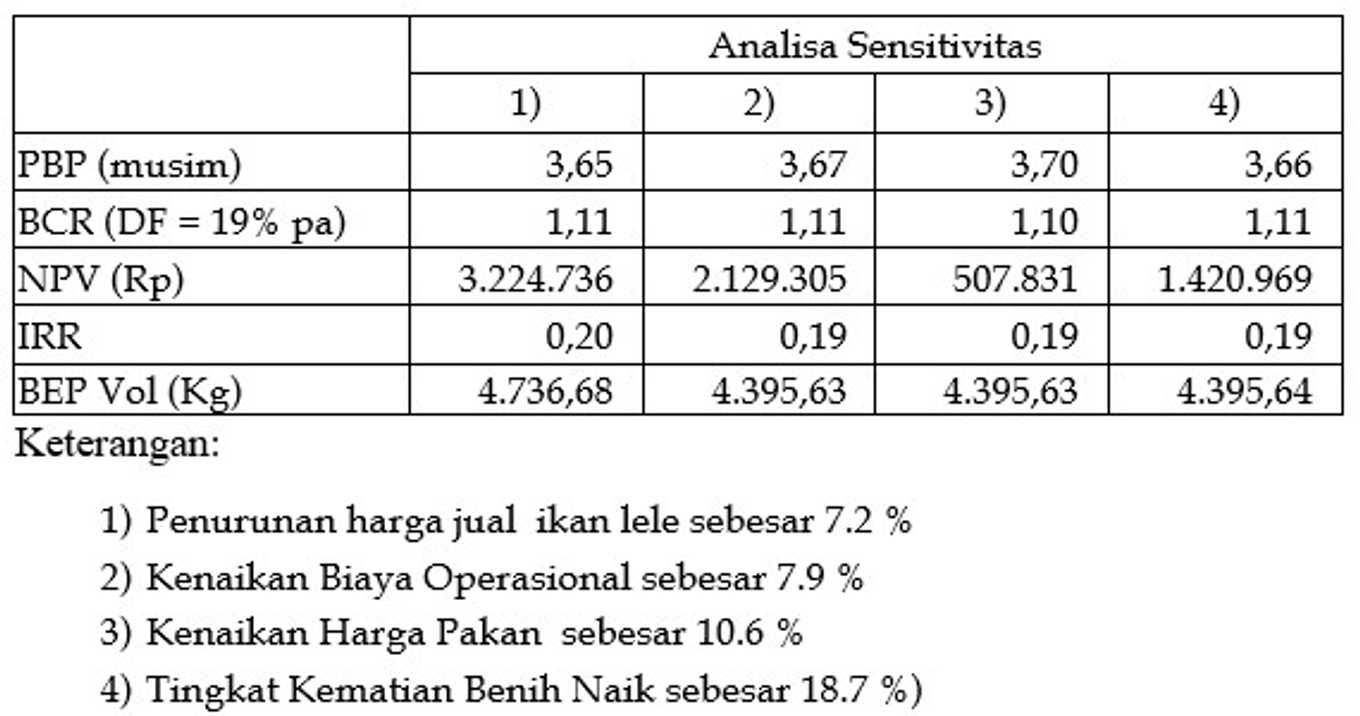 Analisa Sensitivitas
1) 2) 3) 4)
PBP (musim) 3,65 3,67 3,70 3,66
BCR (DF = 19% pa) 1,11 1,11 1,10 1,11
NPV (Rp) 3.224.736 2.129.305 507.831 1.420.969
IRR 0,20 0,19 0,19 0,19
BEP Vol (Kg) 4.736,68 4.395,63 4.395,63 4.395,64
Keterangan:
1) Penurunan harga jual ikan lele sebesar 7.2 %
2) Kenaikan Biaya Operasional sebesar 7.9 %
3) Kenaikan Harga Pakan sebesar 10.6 %
4) Tingkat Kematian Benih Naik sebesar 18.7 %)